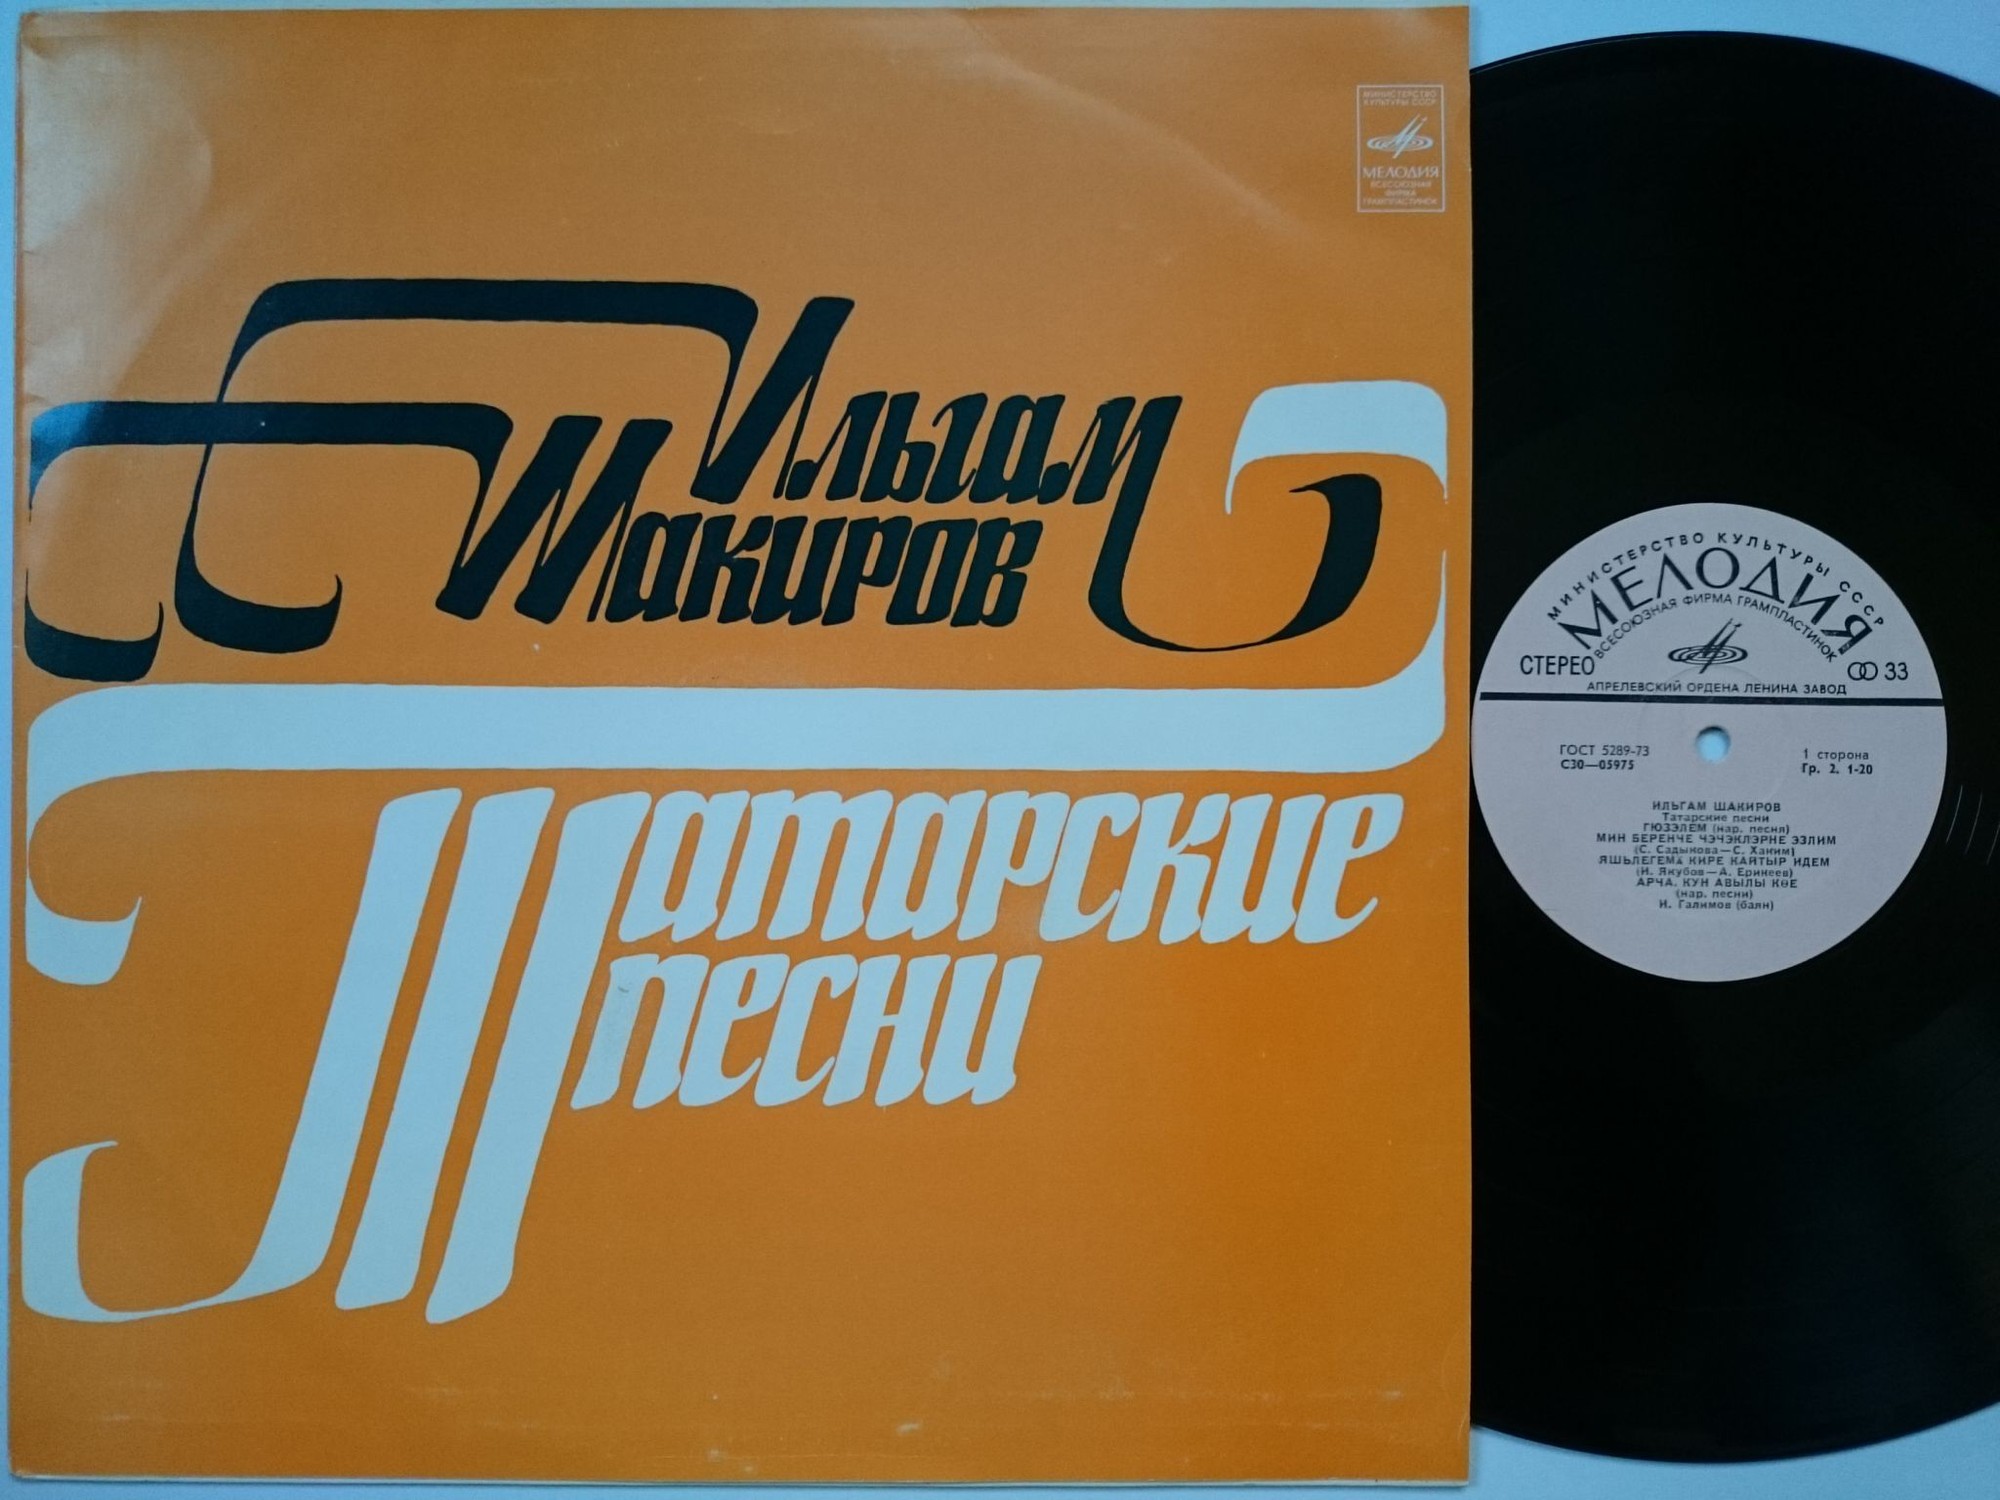 МИНИСТЕРСТВО
КУЛЬТУРЫ СССР
МЕЛОДИЯ
ВСЕСОЮЗНАЯ
ФИРМА
ГРАМПЛАСТИНОК
Ильгам
Шакиров
Татарские
песни
МИНИСТЕРСТВО КУЛЬТУРЫ СССР
МЕЛОДИЯ
ВСЕСОЮЗНАЯ ФИРМА ГРАМПЛАСТИНОК
СТЕРЕО
33
АПРЕЛЕВСКИЙ ОРДЕНА ЛЕНИНА ЗАВОД
ГОСТ 5289-73
С30—05975
1 сторона
Гр. 2. 1-20
ИЛЬГАМ ШАКИРОВ
Татарские песни
ГЮЗЭЛЕМ (нар. песня)
МИН БЕРЕНЧЕ ЧЭЧЭКЛЭРНЕ ЭЗЛИМ
(С. Садыкова—С. Хаким)
ЯШЬЛЕГЕМА КИРЕ КАЙТЫР ИДЕМ
(И. Якубов—А. Ерикеев)
АРЧА. КУН АВЫЛЫ КӨЕ
(нар. песни)
И. Галимов (баян)